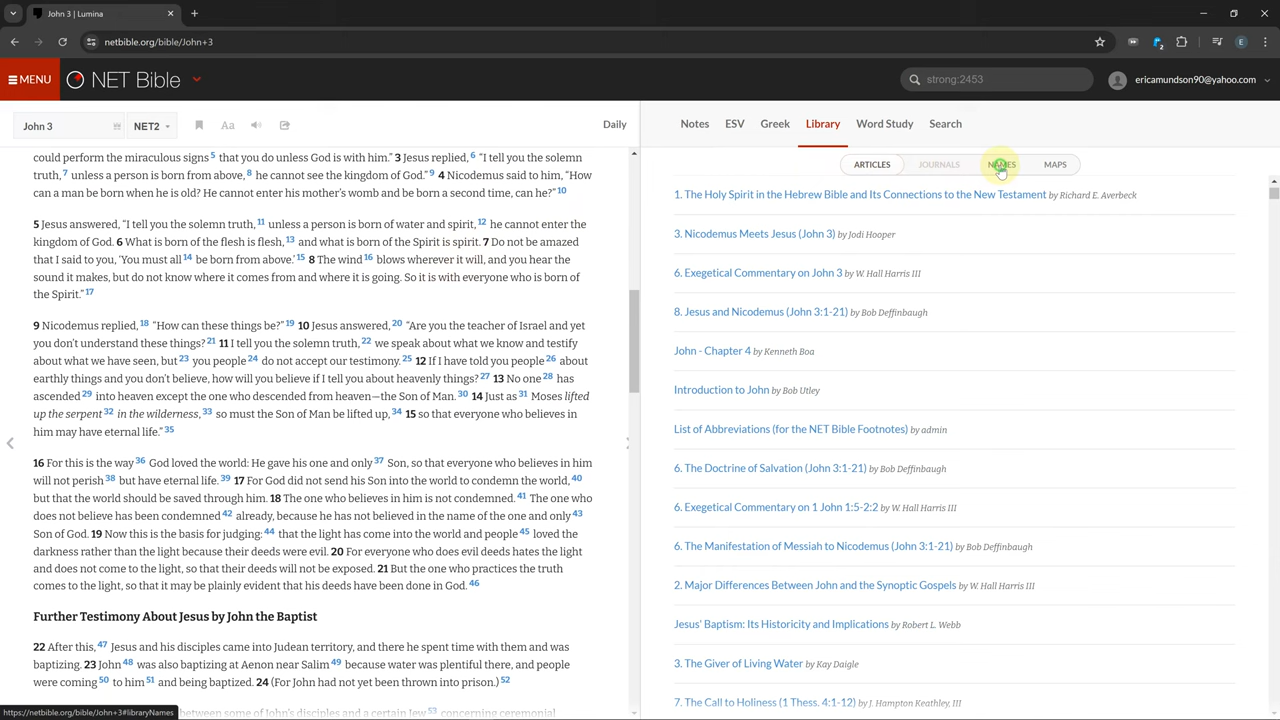 John 3 | Lumina
netbible.org/bible/John+3
MENU NET Bible strong:2453 ericamundson90@yahoo.com
John 3 NET2 Aa Daily
could perform the miraculous signs 5 that you do unless God is with him.” 3 Jesus replied, 6 “I tell you the solemn
truth, 7 unless a person is born from above, 8 he cannot see the kingdom of God.” 9 4 Nicodemus said to him, “How
can a man be born when he is old? He cannot enter his mother’s womb and be born a second time, can he?” 10
5 Jesus answered, “I tell you the solemn truth, 11 unless a person is born of water and spirit, 12 he cannot enter the
kingdom of God. 6 What is born of the flesh is flesh, 13 and what is born of the Spirit is spirit. 7 Do not be amazed
that I said to you, ‘You must all 14 be born from above.’ 15 8 The wind 16 blows wherever it will, and you hear the
sound it makes, but do not know where it comes from and where it is going. So it is with everyone who is born of
the Spirit.” 17
9 Nicodemus replied, 18 “How can these things be?” 19 10 Jesus answered, 20 “Are you the teacher of Israel and yet
you don’t understand these things? 21 11 I tell you the solemn truth, 22 we speak about what we know and testify
about what we have seen, but 23 you people 24 do not accept our testimony. 25 12 If I have told you people 26 about
earthly things and you don’t believe, how will you believe if I tell you about heavenly things? 27 13 No one 28 has
ascended 29 into heaven except the one who descended from heaven—the Son of Man. 30 14 Just as 31 Moses lifted
up the serpent 32 in the wilderness, 33 so must the Son of Man be lifted up, 34 15 so that everyone who believes in
him may have eternal life.” 35
16 For this is the way 36 God loved the world: He gave his one and only 37 Son, so that everyone who believes in him
will not perish 38 but have eternal life. 39 17 For God did not send his Son into the world to condemn the world, 40
but that the world should be saved through him. 18 The one who believes in him is not condemned. 41 The one who
does not believe has been condemned 42 already, because he has not believed in the name of the one and only 43
Son of God. 19 Now this is the basis for judging: 44 that the light has come into the world and people 45 loved the
darkness rather than the light because their deeds were evil. 20 For everyone who does evil deeds hates the light
and does not come to the light, so that their deeds will not be exposed. 21 But the one who practices the truth
comes to the light, so that it may be plainly evident that his deeds have been done in God. 46
Further Testimony About Jesus by John the Baptist
22 After this, 47 Jesus and his disciples came into Judean territory, and there he spent time with them and was
baptizing. 23 John 48 was also baptizing at Aenon near Salim 49 because water was plentiful there, and people
were coming 50 to him 51 and being baptized. 24 (For John had not yet been thrown into prison.) 52
between some of John’s disciples and a certain Jew 53 concerning ceremonial
https://netbible.org/bible/John+3#libraryNames
Notes ESV Greek Library Word Study Search
ARTICLES JOURNALS NAMES MAPS
1. The Holy Spirit in the Hebrew Bible and Its Connections to the New Testament by Richard E. Averbeck
3. Nicodemus Meets Jesus (John 3) by Jodi Hooper
6. Exegetical Commentary on John 3 by W. Hall Harris III
8. Jesus and Nicodemus (John 3:1-21) by Bob Deffinbaugh
John - Chapter 4 by Kenneth Boa
Introduction to John by Bob Utley
List of Abbreviations (for the NET Bible Footnotes) by admin
6. The Doctrine of Salvation (John 3:1-21) by Bob Deffinbaugh
6. Exegetical Commentary on 1 John 1:5-2:2 by W. Hall Harris III
6. The Manifestation of Messiah to Nicodemus (John 3:1-21) by Bob Deffinbaugh
2. Major Differences Between John and the Synoptic Gospels by W. Hall Harris III
Jesus’ Baptism: Its Historicity and Implications by Robert L. Webb
3. The Giver of Living Water by Kay Daigle
7. The Call to Holiness (1 Thess. 4:1-12) by J. Hampton Keathley, III